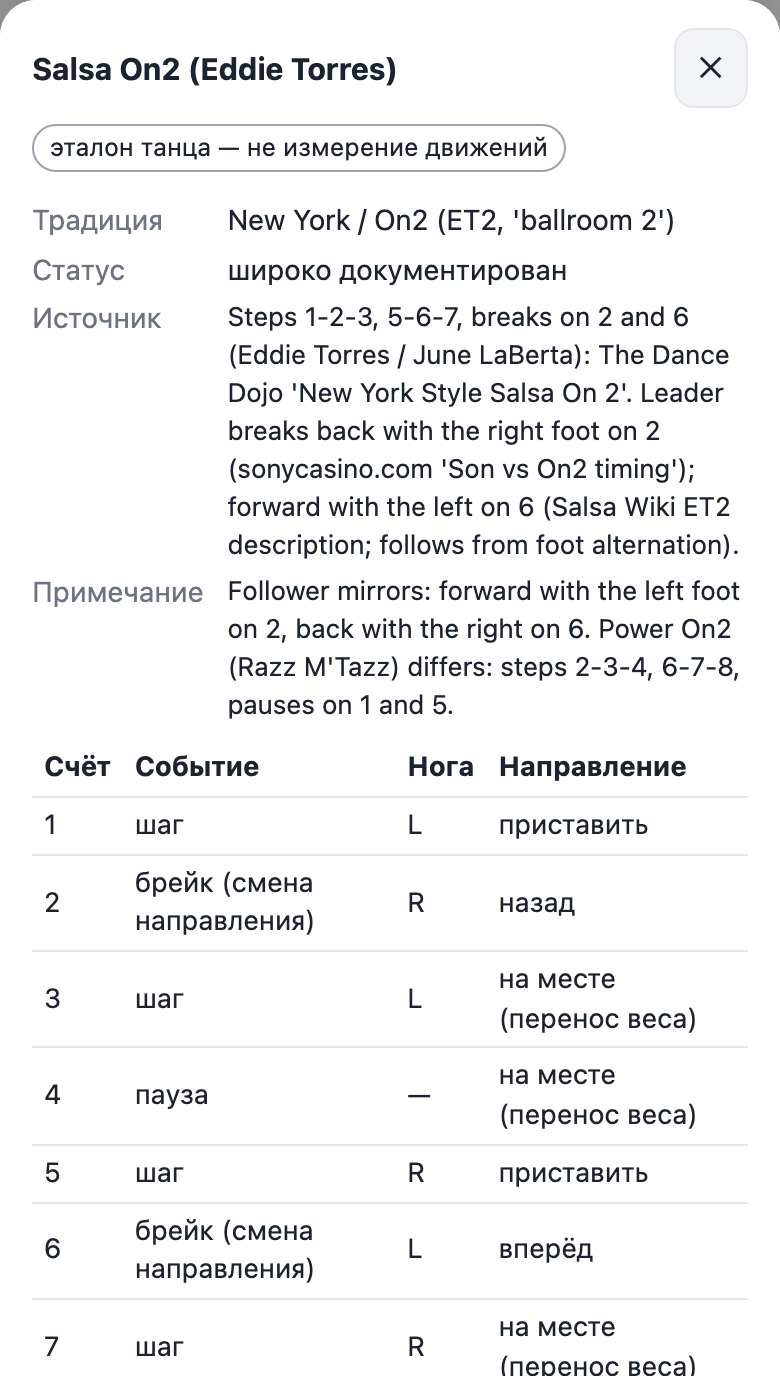 Salsa On2 (Eddie Torres)
эталон танца — не измерение движений
Традиция New York / On2 (ET2, 'ballroom 2')
Статус широко документирован
Источник Steps 1-2-3, 5-6-7, breaks on 2 and 6
(Eddie Torres / June LaBerta): The Dance
Dojo 'New York Style Salsa On 2'. Leader
breaks back with the right foot on 2
(sonycasino.com 'Son vs On2 timing');
forward with the left on 6 (Salsa Wiki ET2
description; follows from foot alternation).
Примечание Follower mirrors: forward with the left foot
on 2, back with the right on 6. Power On2
(Razz M'Tazz) differs: steps 2-3-4, 6-7-8,
pauses on 1 and 5.
Счёт Событие Нога Направление
1 шаг L приставить
2 брейк (смена направления) R назад
3 шаг L на месте (перенос веса)
4 пауза — на месте (перенос веса)
5 шаг R приставить
6 брейк (смена направления) L вперёд
7 шаг R на месте (перенос веса)